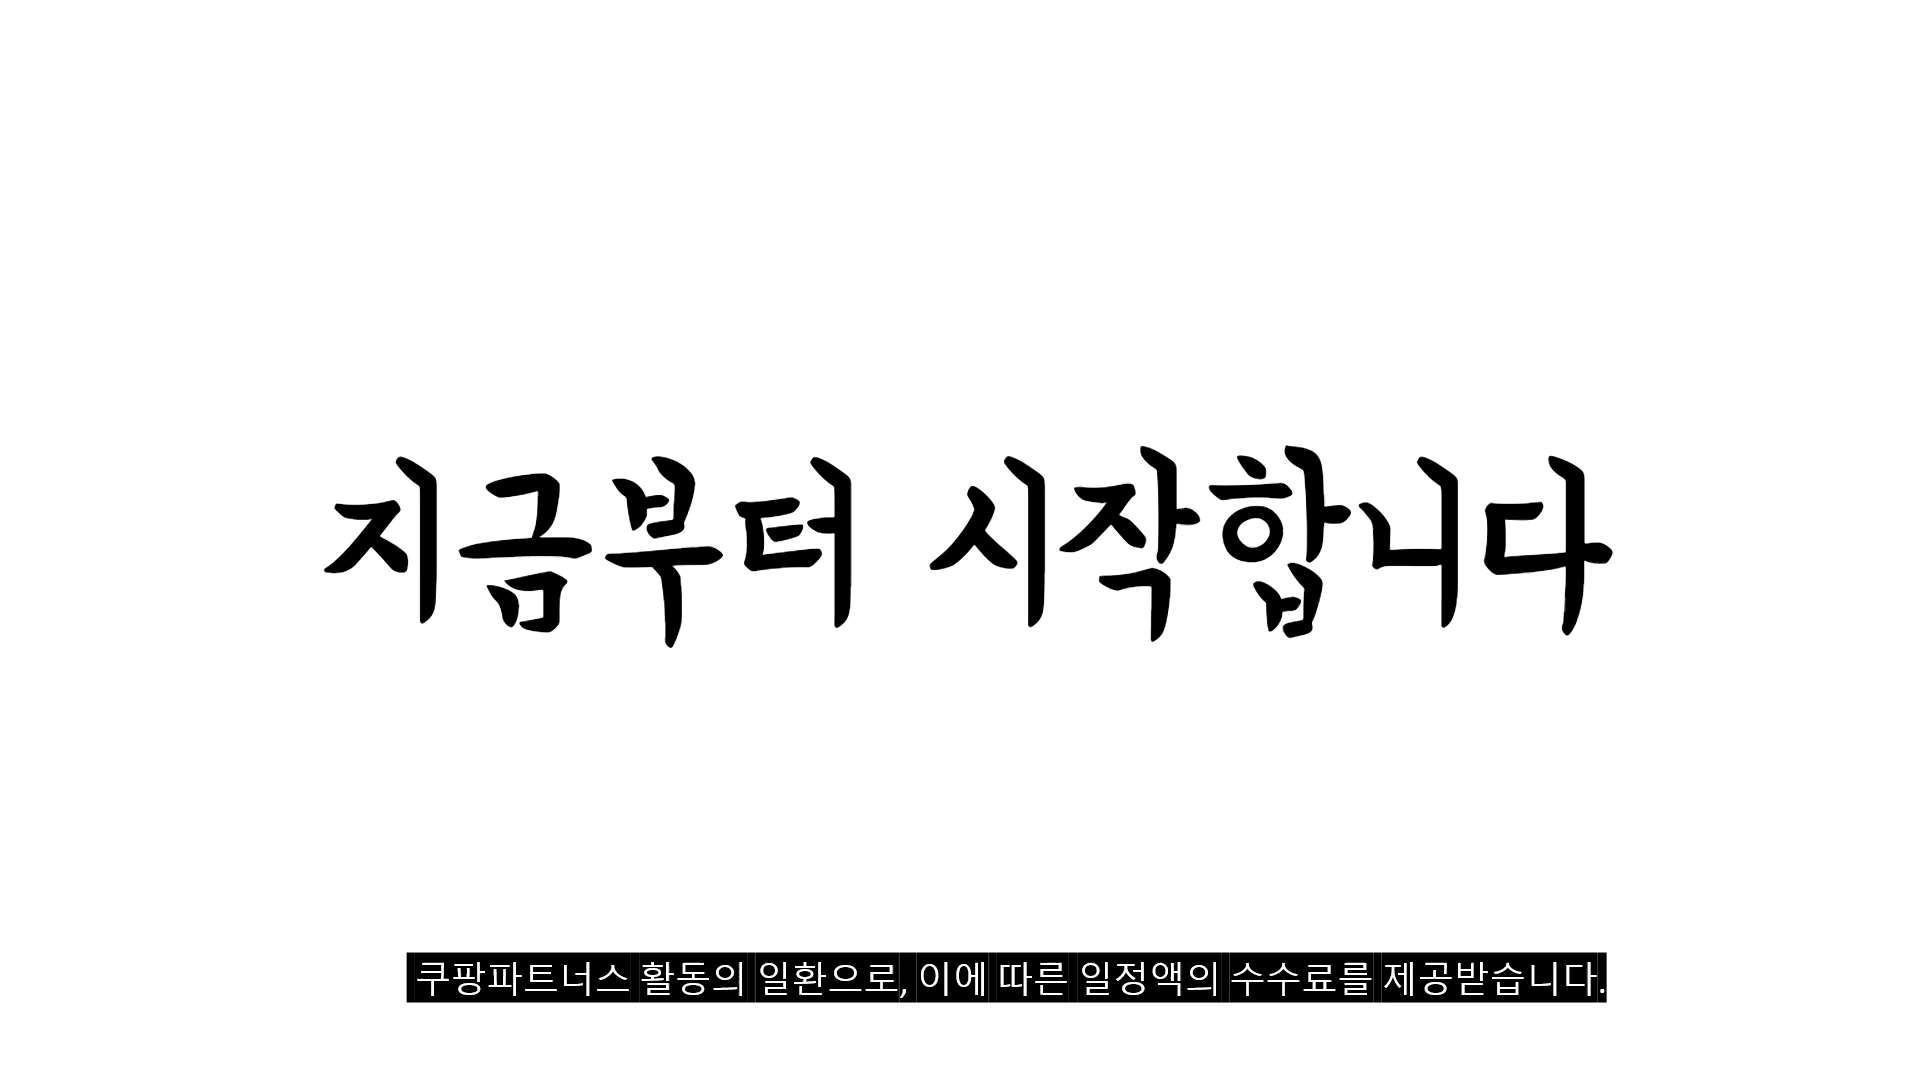 지금부터 시작합니다
쿠팡파트너스 활동의 일환으로, 이에 따른 일정액의 수수료를 제공받습니다.